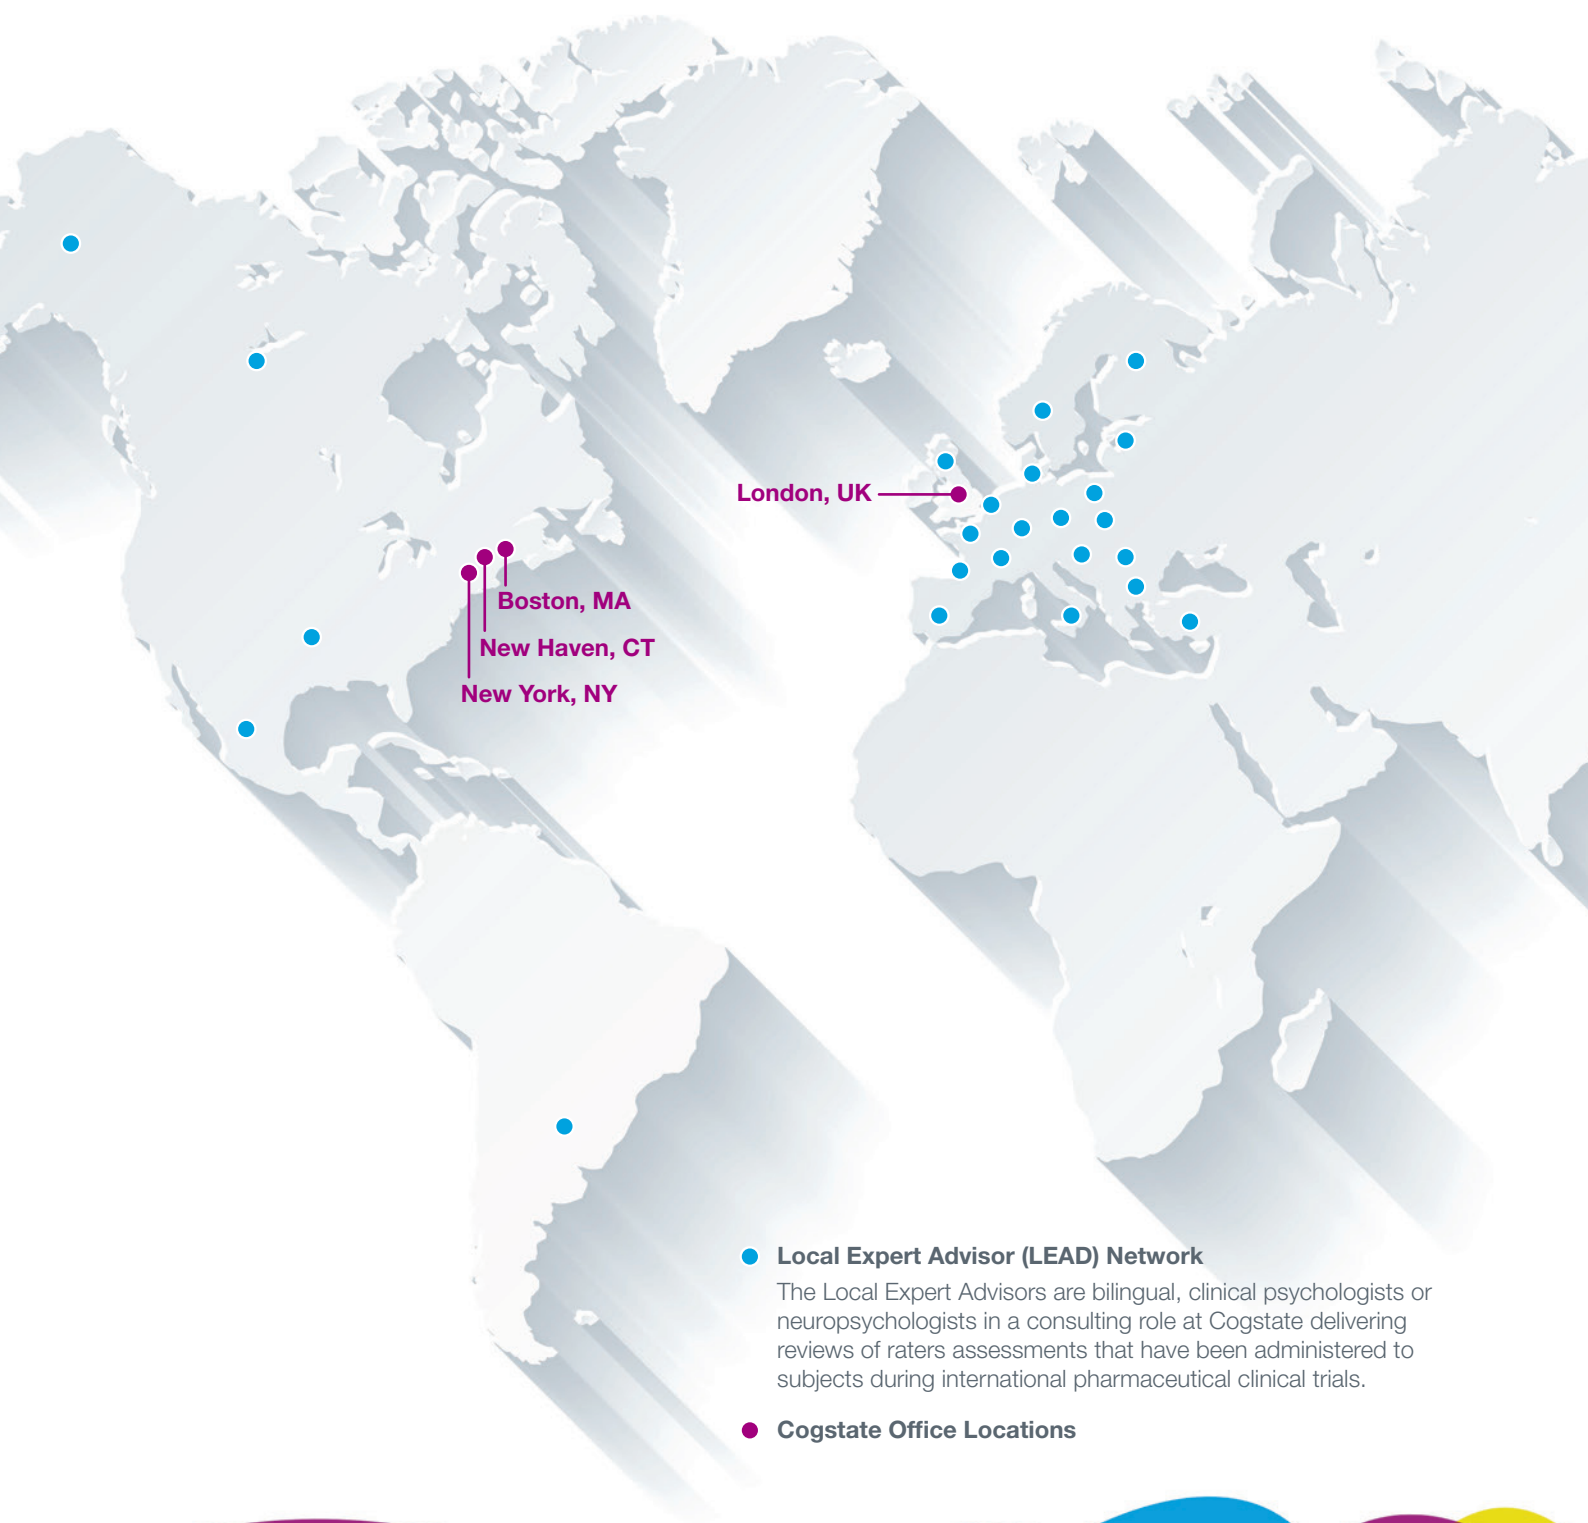 London, UK
Boston, MA
New Haven, CT
New York, NY
Local Expert Advisor (LEAD) Network
The Local Expert Advisors are bilingual, clinical psychologists or
neuropsychologists in a consulting role at Cogstate delivering
reviews of raters assessments that have been administered to
subjects during international pharmaceutical clinical trials.
Cogstate Office Locations